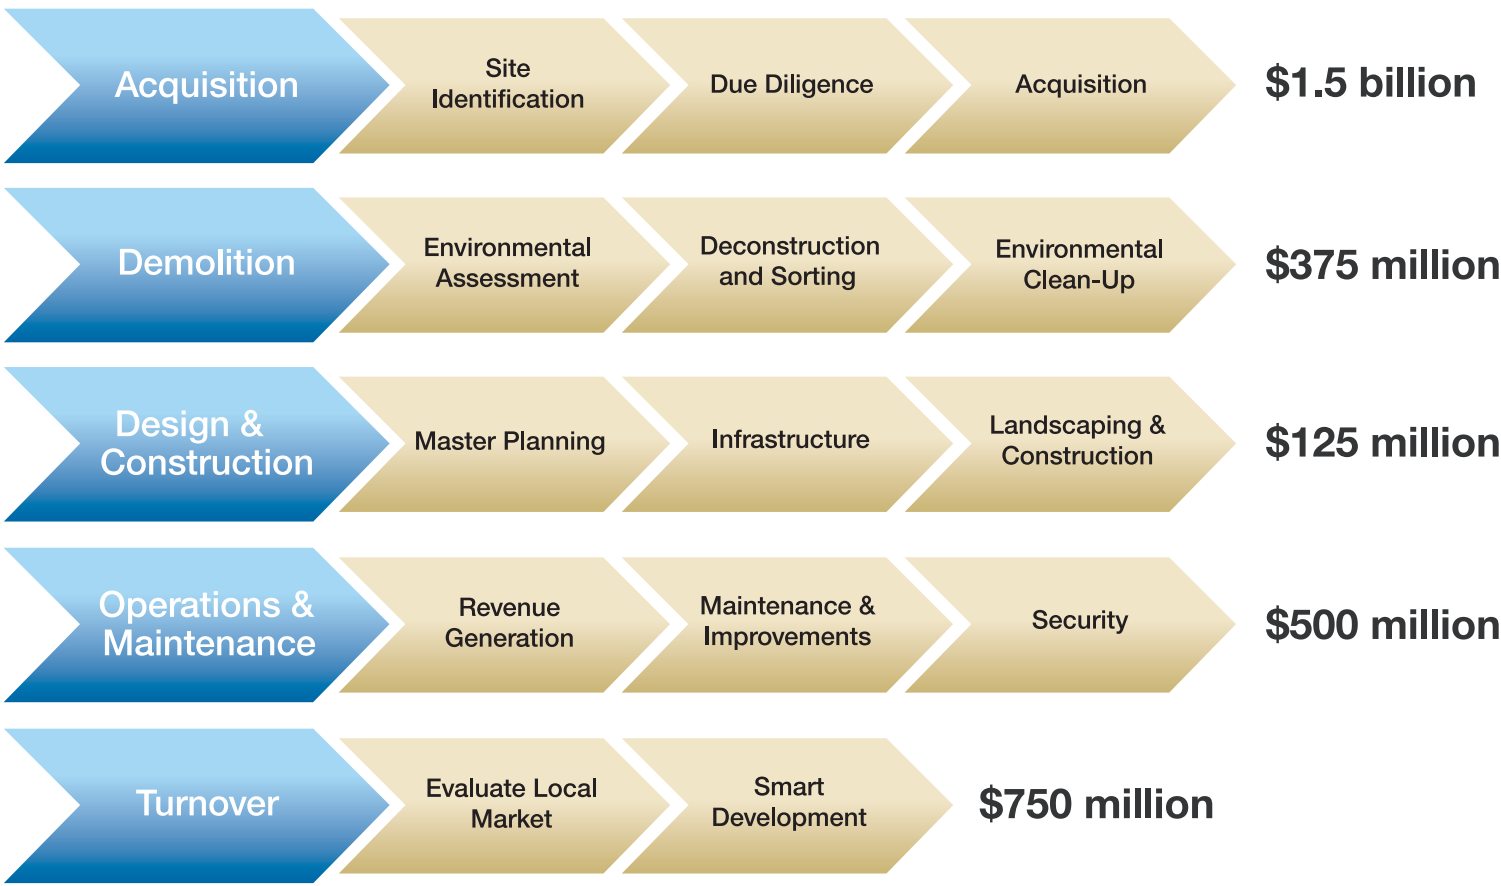 Acquisition
Site
Identification
Due Diligence
Acquisition
$1.5 billion
Demolition
Environmental
Assessment
Deconstruction
and Sorting
Environmental
Clean-Up
$375 million
Design &
Construction
Master Planning
Infrastructure
Landscaping &
Construction
$125 million
Operations &
Maintenance
Revenue
Generation
Maintenance &
Improvements
Security
$500 million
Turnover
Evaluate Local
Market
Smart
Development
$750 million